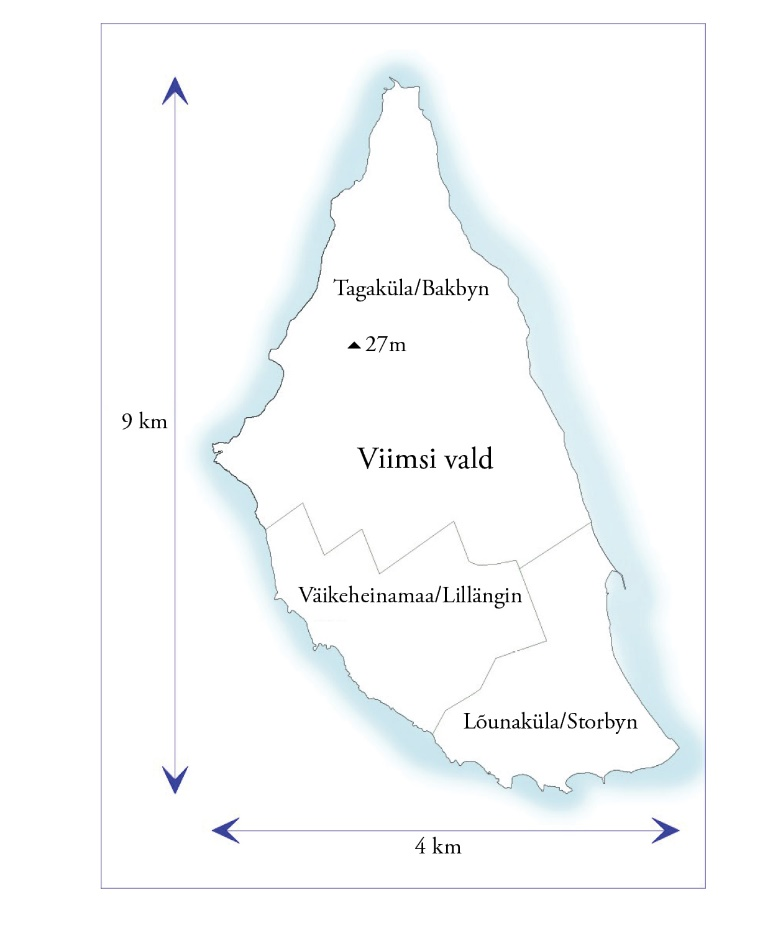 Tagaküla/Bakbyn
27m
9 km
Viimsi vald
Väikeheinamaa/Lillängin
Lõunaküla/Storbyn
4 km